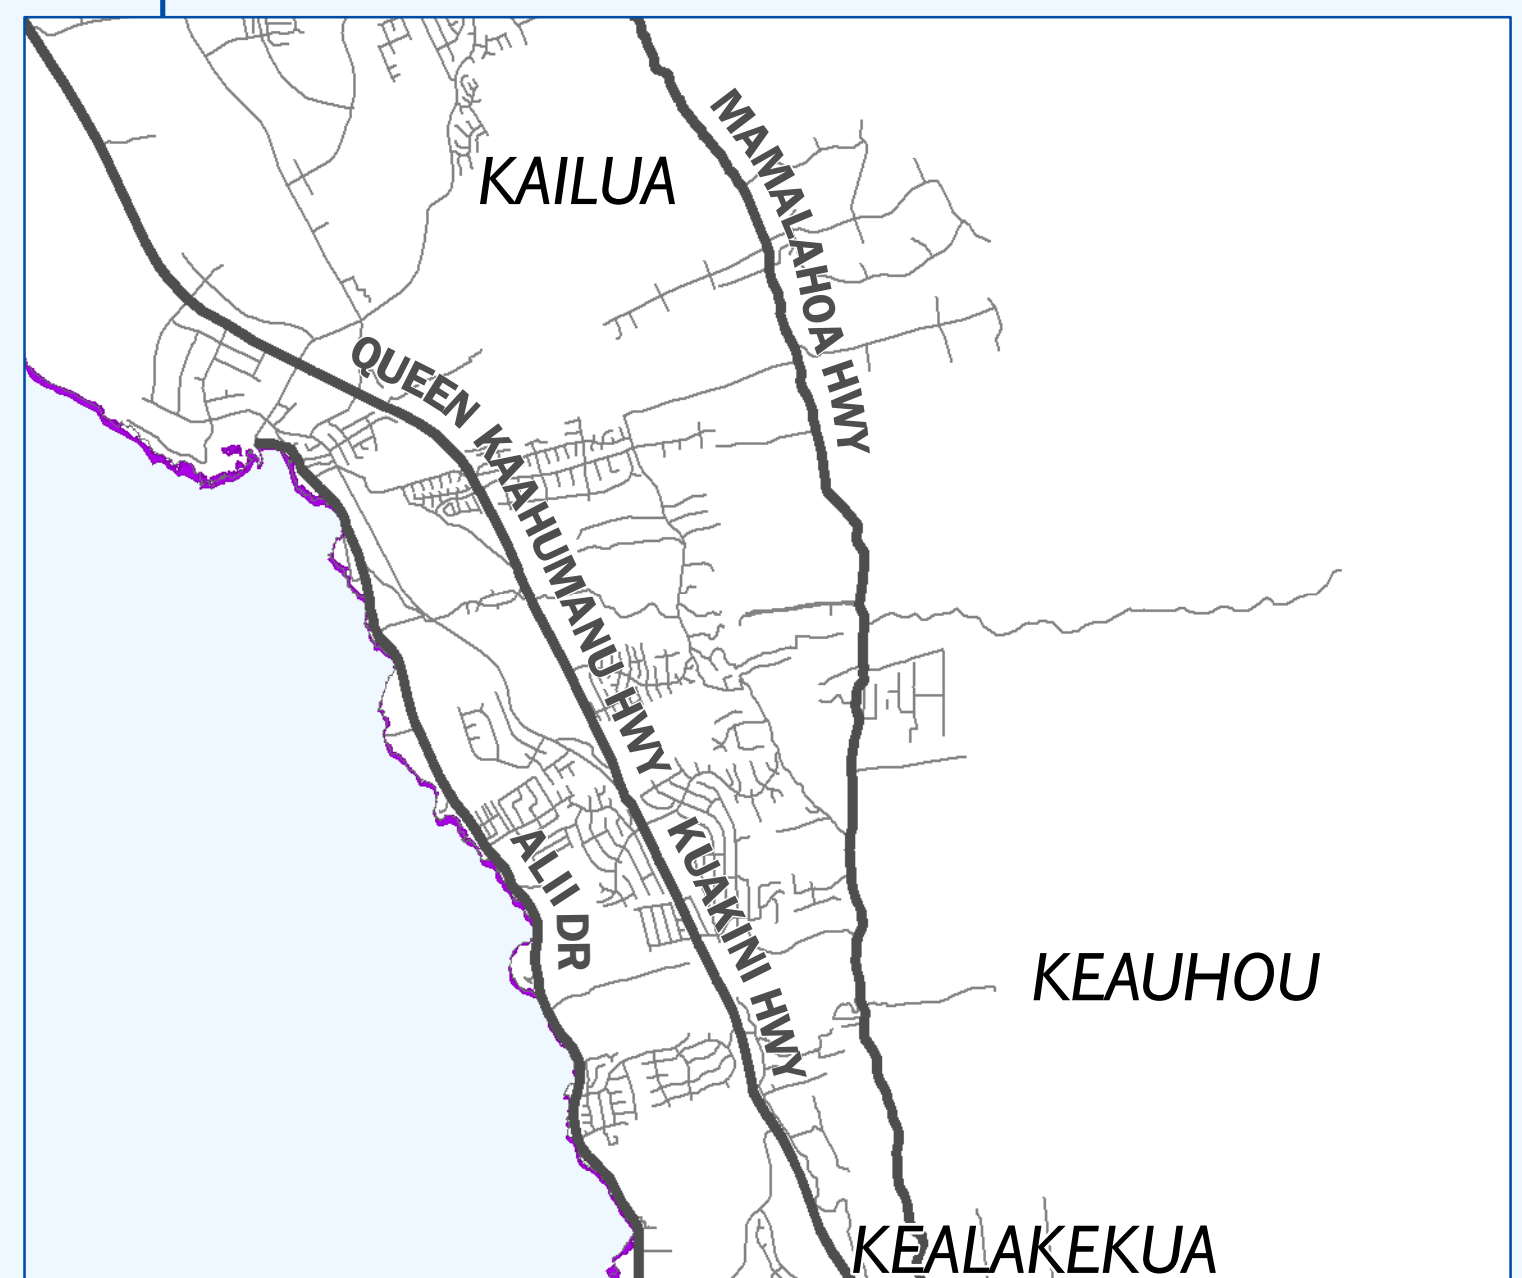 MAMALAHOA HWY
KAILUA
QUEEN KAAHUMANU HWY
ALII DR
KUAKINI HWY
KEAUHOU
KEALAKEKUA